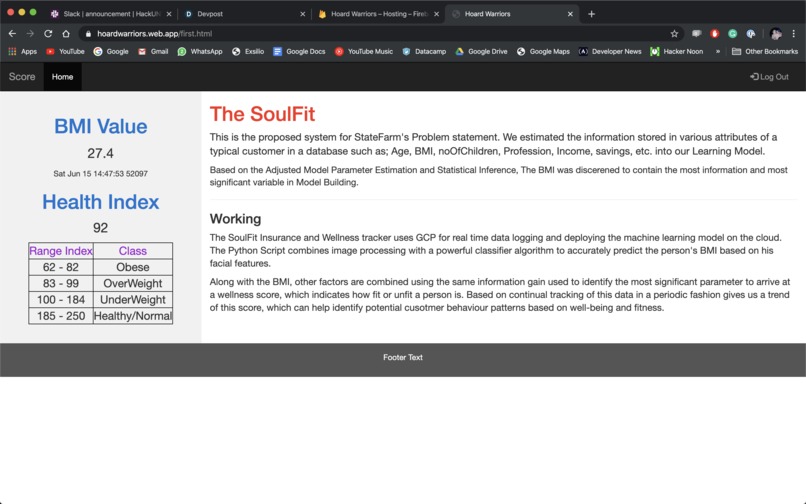 Slack | announcement | HackUN
Devpost
Hoard Warriors – Hosting – Fireb
Hoard Warriors
hoardwarriors.web.app/first.html
Apps
YouTube
Google
Gmail
WhatsApp
Exsilio
Google Docs
YouTube Music
Datacamp
Google Drive
Google Maps
Developer News
Hacker Noon
»
Other Bookmarks
Score
Home
Log Out
BMI Value
27.4
Sat Jun 15 14:47:53 52097
Health Index
92
Range Index Class
62 - 82 Obese
83 - 99 OverWeight
100 - 184 UnderWeight
185 - 250 Healthy/Normal
The SoulFit
This is the proposed system for StateFarm's Problem statement. We estimated the information stored in various attributes of a
typical customer in a database such as; Age, BMI, noOfChildren, Profession, Income, savings, etc. into our Learning Model.
Based on the Adjusted Model Parameter Estimation and Statistical Inference, The BMI was discerened to contain the most information and most
significant variable in Model Building.
Working
The SoulFit Insurance and Wellness tracker uses GCP for real time data logging and deploying the machine learning model on the cloud.
The Python Script combines image processing with a powerful classifier algorithm to accurately predict the person's BMI based on his
facial features.
Along with the BMI, other factors are combined using the same information gain used to identify the most significant parameter to arrive at
a wellness score, which indicates how fit or unfit a person is. Based on continual tracking of this data in a periodic fashion gives us a trend
of this score, which can help identify potential cusotmer behaviour patterns based on well-being and fitness.
Footer Text